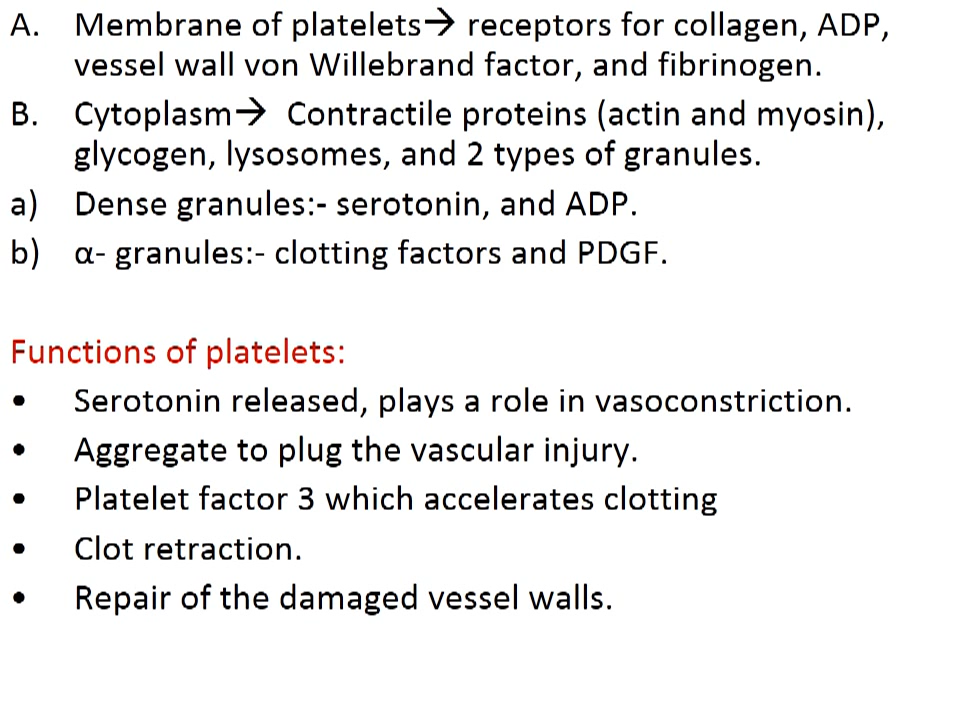 A. Membrane of platelets→ receptors for collagen, ADP,
vessel wall von Willebrand factor, and fibrinogen.
B. Cytoplasm→ Contractile proteins (actin and myosin),
glycogen, lysosomes, and 2 types of granules.
a) Dense granules:- serotonin, and ADP.
b) α- granules:- clotting factors and PDGF.
Functions of platelets:
• Serotonin released, plays a role in vasoconstriction.
• Aggregate to plug the vascular injury.
• Platelet factor 3 which accelerates clotting
• Clot retraction.
• Repair of the damaged vessel walls.